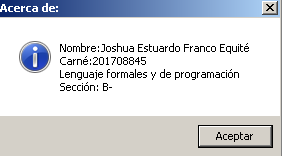 Acerca de:
Nombre:Joshua Estuardo Franco Equité
Carné:201708845
Lenguaje formales y de programación
Sección: B-
Aceptar